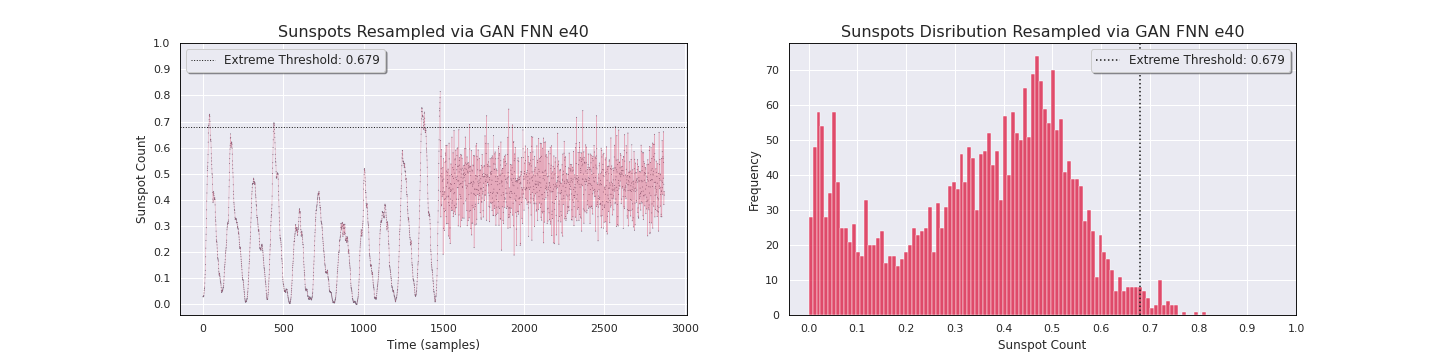 Sunspots Resampled via GAN FNN e40
Extreme Threshold: 0.679
Sunspot Count
1.0
0.9
0.8
0.7
0.6
0.5
0.4
0.3
0.2
0.1
0.0
0 500 1000 1500 2000 2500 3000
Time (samples)
Sunspots Disribution Resampled via GAN FNN e40
Extreme Threshold: 0.679
Frequency
70
60
50
40
30
20
10
0
0.0 0.1 0.2 0.3 0.4 0.5 0.6 0.7 0.8 0.9 1.0
Sunspot Count